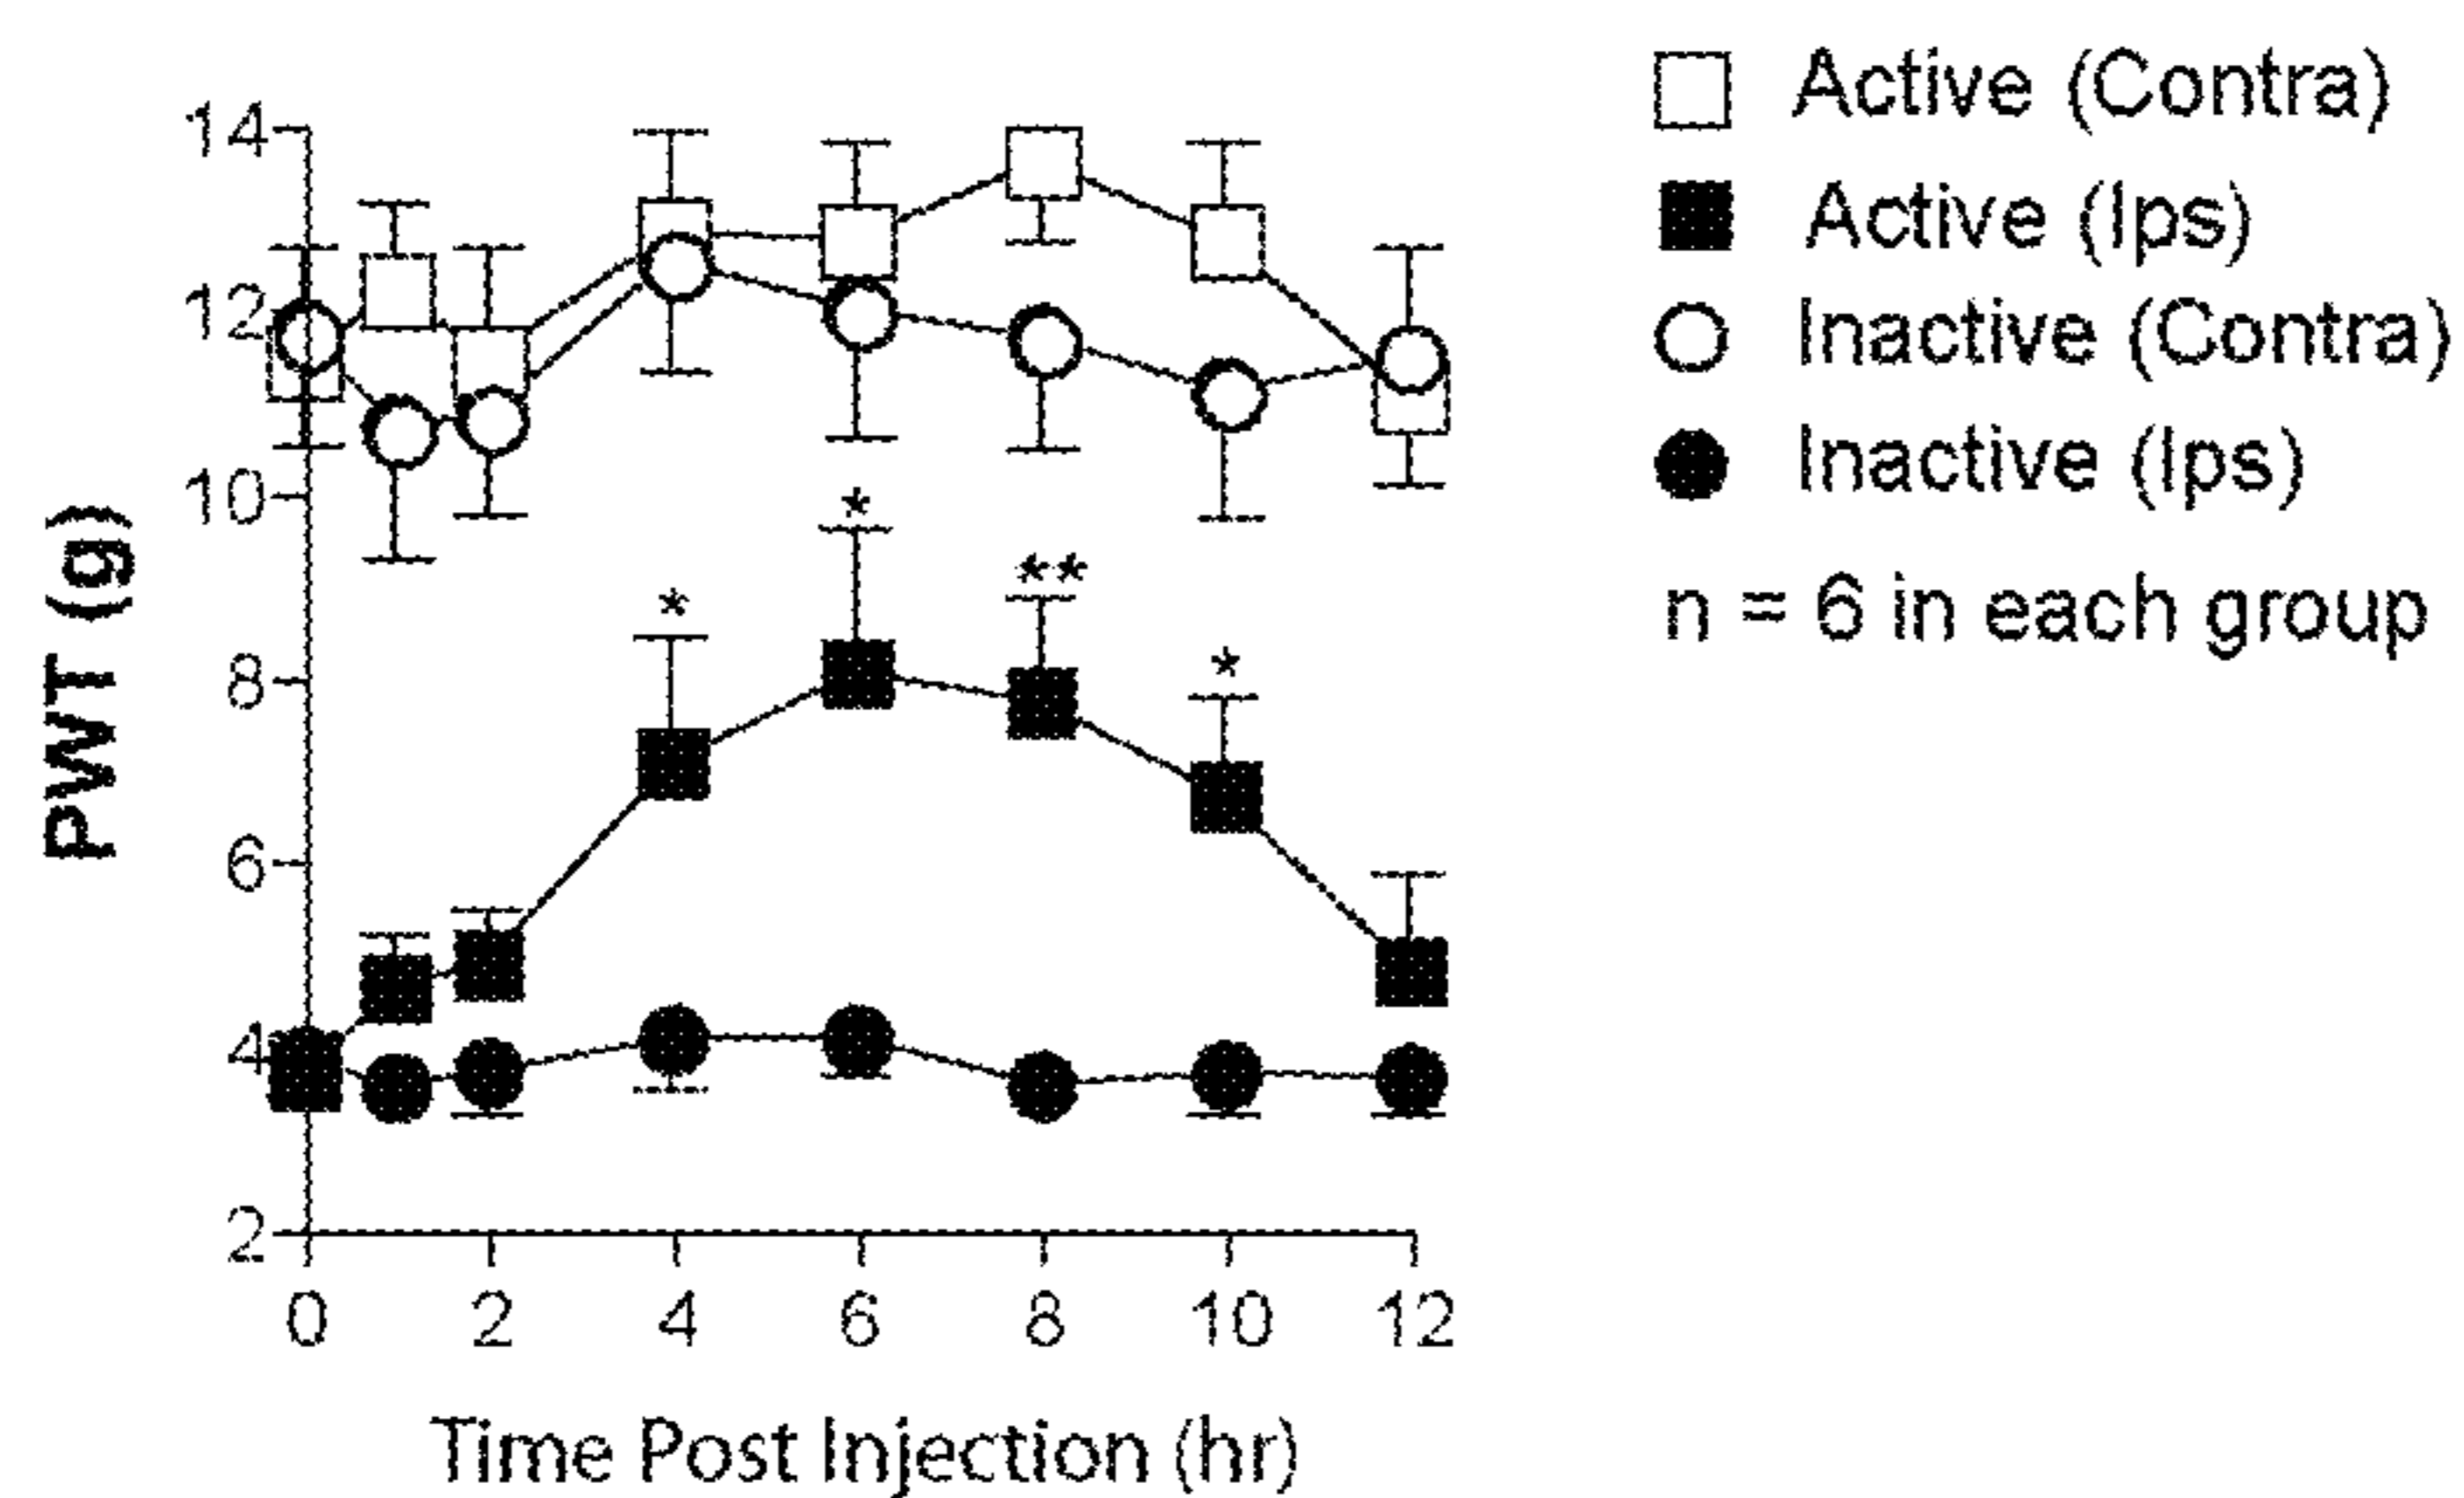 Active (Contra)
Active (Ips)
Inactive (Contra)
Inactive (Ips)
n = 6 in each group
PWT (g)
14
12
10
8
6
4
2
*
*
**
*
0 2 4 6 8 10 12
Time Post Injection (hr)